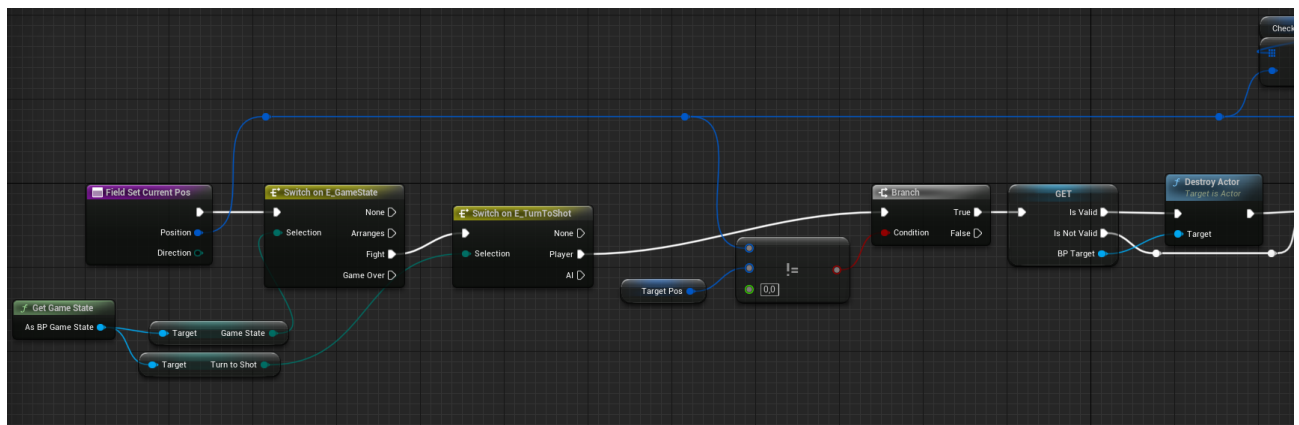 Check
Field Set Current Pos
Position
Direction
Switch on E_GameState
None
Selection
Arranges
Fight
Game Over
Switch on E_TurnToShot
None
Selection
Player
AI
Get Game State
As BP Game State
Target Game State
Target Turn to Shot
Target Pos
!=
0,0
Branch
True
Condition False
GET
Is Valid
Is Not Valid
BP Target
Destroy Actor
Target is Actor
Target